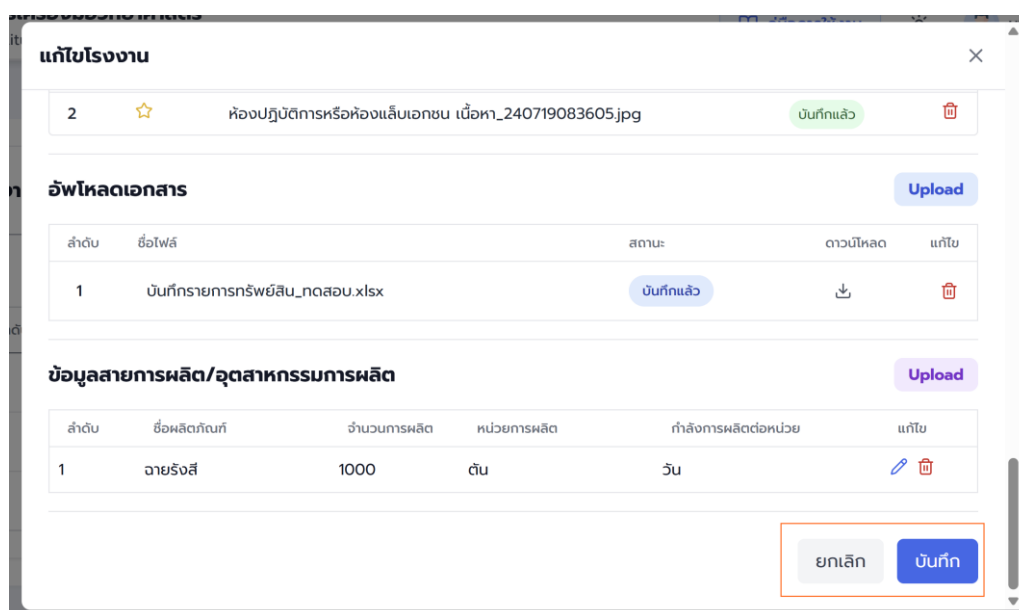 คู่มือการใช้งาน
แก้ไขโรงงาน
2 ห้องปฏิบัติการหรือห้องแล็บเอกชน เนื้อหา_240719083605.jpg บันทึกแล้ว
อัพโหลดเอกสาร Upload
ลำดับ ชื่อไฟล์ สถานะ ดาวน์โหลด แก้ไข
1 บันทึกรายการทรัพย์สิน_ทดสอบ.xlsx บันทึกแล้ว
ข้อมูลสายการผลิต/อุตสาหกรรมการผลิต Upload
ลำดับ ชื่อผลิตภัณฑ์ จำนวนการผลิต หน่วยการผลิต กำลังการผลิตต่อหน่วย แก้ไข
1 ฉายรังสี 1000 ตัน วัน
ยกเลิก บันทึก